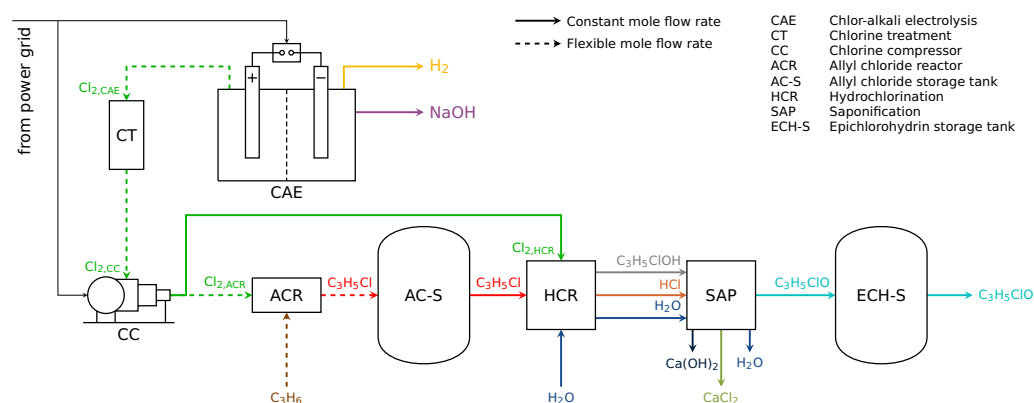 from power grid
Constant mole flow rate
Flexible mole flow rate
CAE Chlor-alkali electrolysis
CT Chlorine treatment
CC Chlorine compressor
ACR Allyl chloride reactor
AC-S Allyl chloride storage tank
HCR Hydrochlorination
SAP Saponification
ECH-S Epichlorohydrin storage tank
H₂
Cl₂,CAE
+ −
NaOH
CT
CAE
Cl₂,CC
Cl₂,HCR
C₃H₅ClOH
Cl₂,ACR
C₃H₅Cl
C₃H₅Cl
HCl
C₃H₅ClO
C₃H₅ClO
ACR
AC-S
HCR
SAP
ECH-S
H₂O
CC
Ca(OH)₂
H₂O
C₃H₆
H₂O
CaCl₂